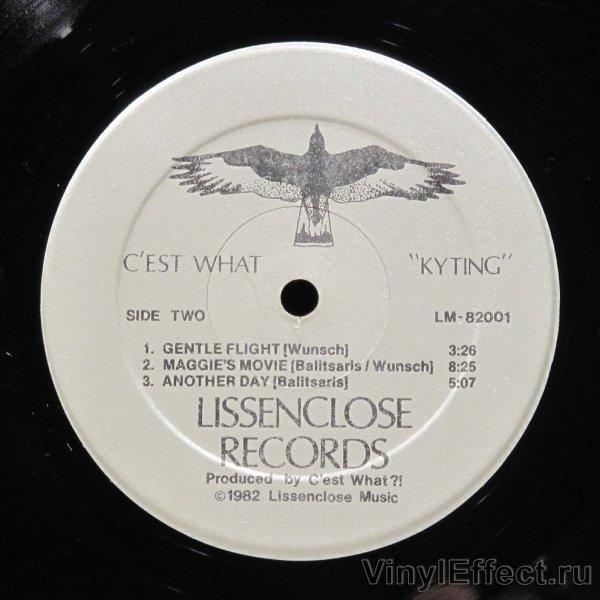 C'EST WHAT "KYTING"
SIDE TWO LM-82001
1. GENTLE FLIGHT [Wunsch] 3:26
2. MAGGIE'S MOVIE [Balitsaris / Wunsch] 8:25
3. ANOTHER DAY [Balitsaris] 5:07
LISSENCLOSE
RECORDS
Produced by C'est What?!
©1982 Lissenclose Music
VinylEffect.ru